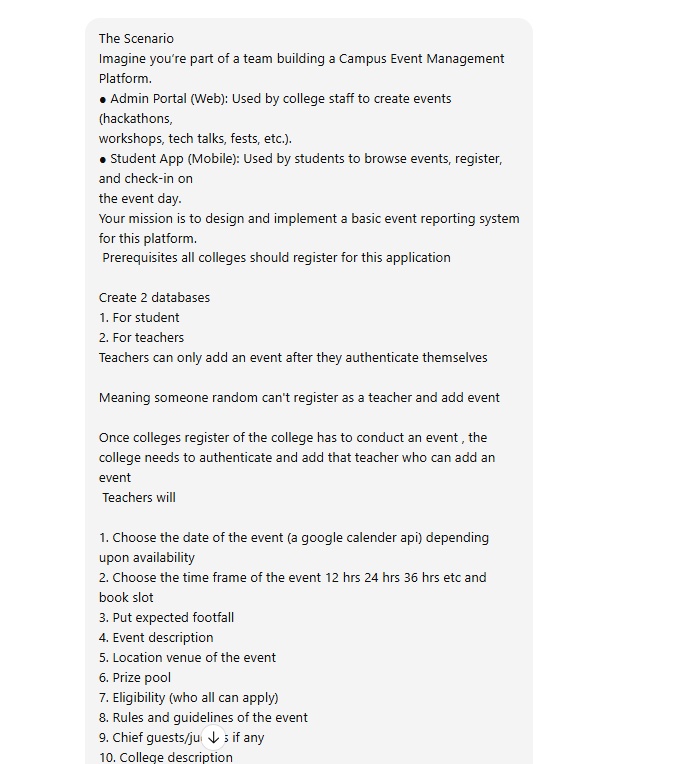 The Scenario
Imagine you're part of a team building a Campus Event Management
Platform.
● Admin Portal (Web): Used by college staff to create events
(hackathons,
workshops, tech talks, fests, etc.).
● Student App (Mobile): Used by students to browse events, register,
and check-in on
the event day.
Your mission is to design and implement a basic event reporting system
for this platform.
Prerequisites all colleges should register for this application
Create 2 databases
1. For student
2. For teachers
Teachers can only add an event after they authenticate themselves
Meaning someone random can't register as a teacher and add event
Once colleges register of the college has to conduct an event , the
college needs to authenticate and add that teacher who can add an
event
Teachers will
1. Choose the date of the event (a google calender api) depending
upon availability
2. Choose the time frame of the event 12 hrs 24 hrs 36 hrs etc and
book slot
3. Put expected footfall
4. Event description
5. Location venue of the event
6. Prize pool
7. Eligibility (who all can apply)
8. Rules and guidelines of the event
9. Chief guests/ if any
10. College description